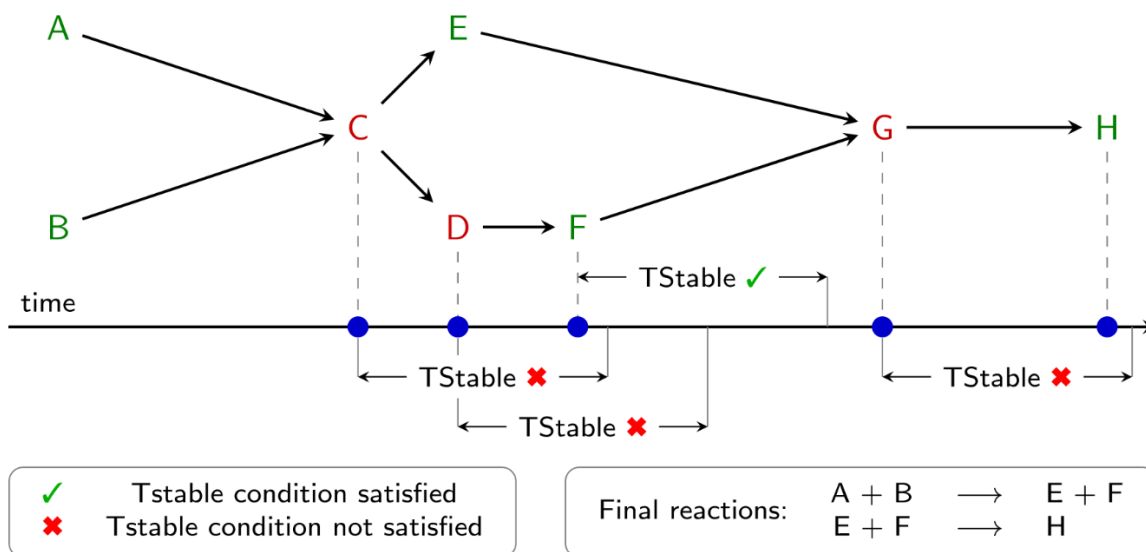 A
E
C
G
H
B
D
F
TStable ✓
time
TStable ✖
TStable ✖
TStable ✖
✓ Tstable condition satisfied
✖ Tstable condition not satisfied
Final reactions:
A + B ⟶ E + F
E + F ⟶ H